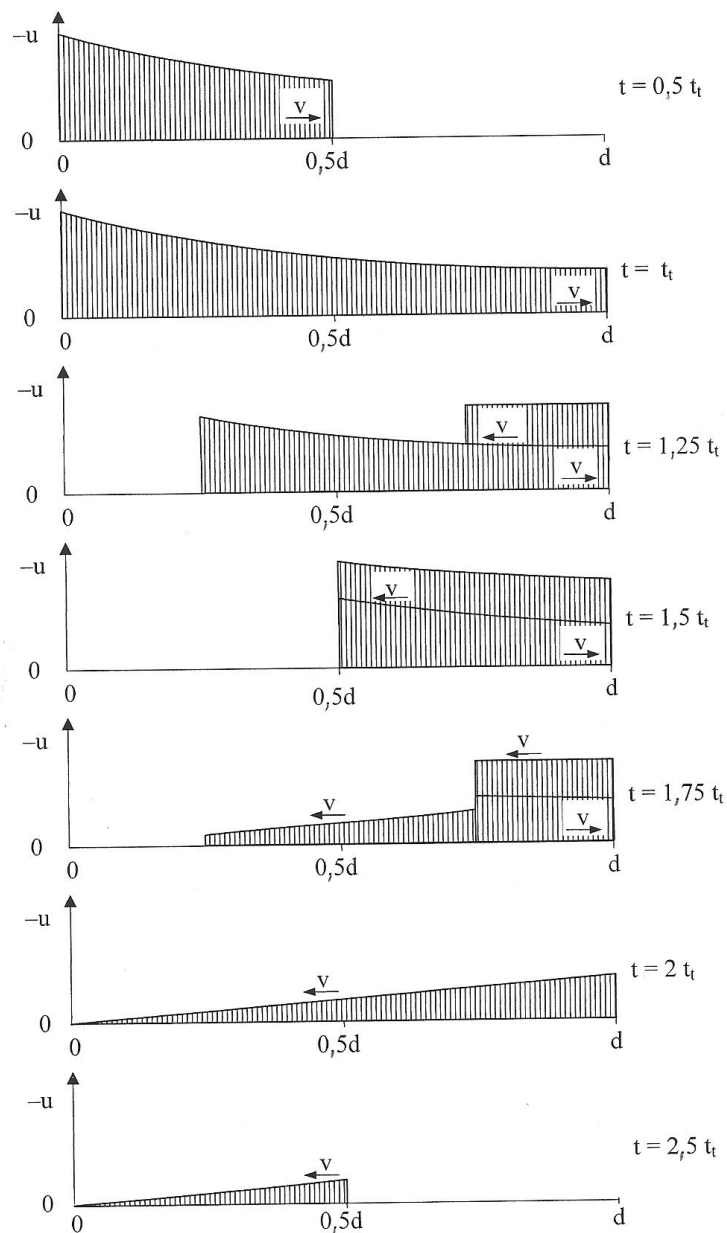 –u
v
t = 0,5 tₜ
0
0 0,5d d
–u
v
t = tₜ
0
0 0,5d d
–u
v
v
t = 1,25 tₜ
0
0 0,5d d
–u
v
v
t = 1,5 tₜ
0
0 0,5d d
–u
v
v
v
t = 1,75 tₜ
0
0 0,5d d
–u
v
t = 2 tₜ
0
0 0,5d d
–u
v
t = 2,5 tₜ
0
0 0,5d d